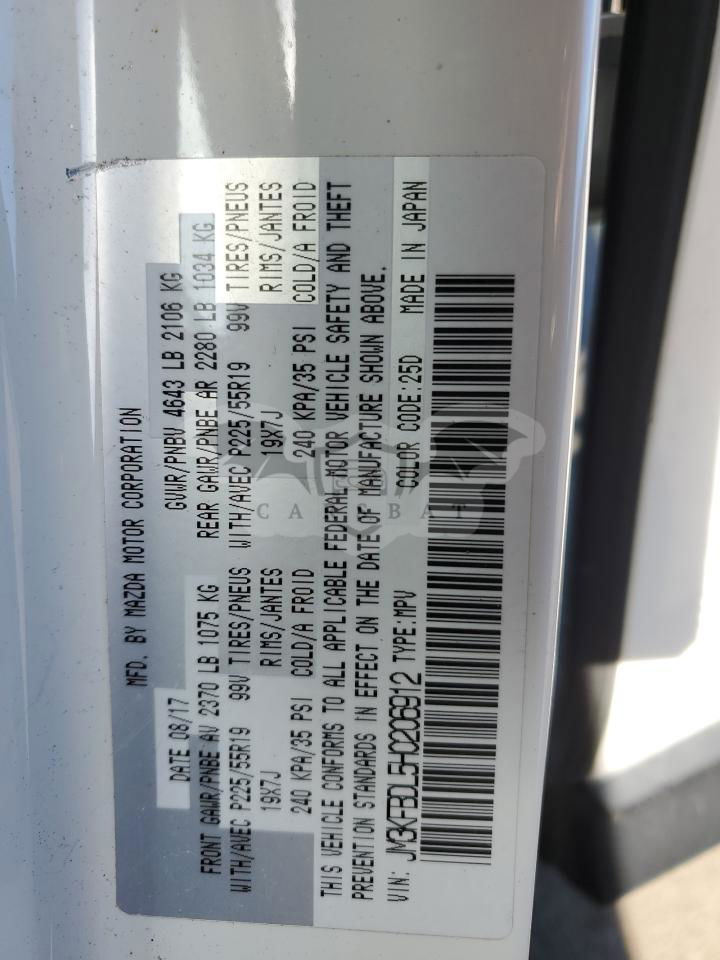 MFD. BY MAZDA MOTOR CORPORATION
DATE 08/17 GVWR/PNBV 4643 LB 2106 KG
FRONT GAWR/PNBE AV 2370 LB 1075 KG REAR GAWR/PNBE AR 2280 LB 1034 KG
WITH/AVEC P225/55R19 99V TIRES/PNEUS WITH/AVEC P225/55R19 99V TIRES/PNEUS
19X7J RIMS/JANTES 19X7J RIMS/JANTES
240 KPA/35 PSI COLD/A FROID 240 KPA/35 PSI COLD/A FROID
THIS VEHICLE CONFORMS TO ALL APPLICABLE FEDERAL MOTOR VEHICLE SAFETY AND THEFT
PREVENTION STANDARDS IN EFFECT ON THE DATE OF MANUFACTURE SHOWN ABOVE.
VIN: JM3KFBDL5H0206912 TYPE:MPV COLOR CODE:25D MADE IN JAPAN
CARSBAT